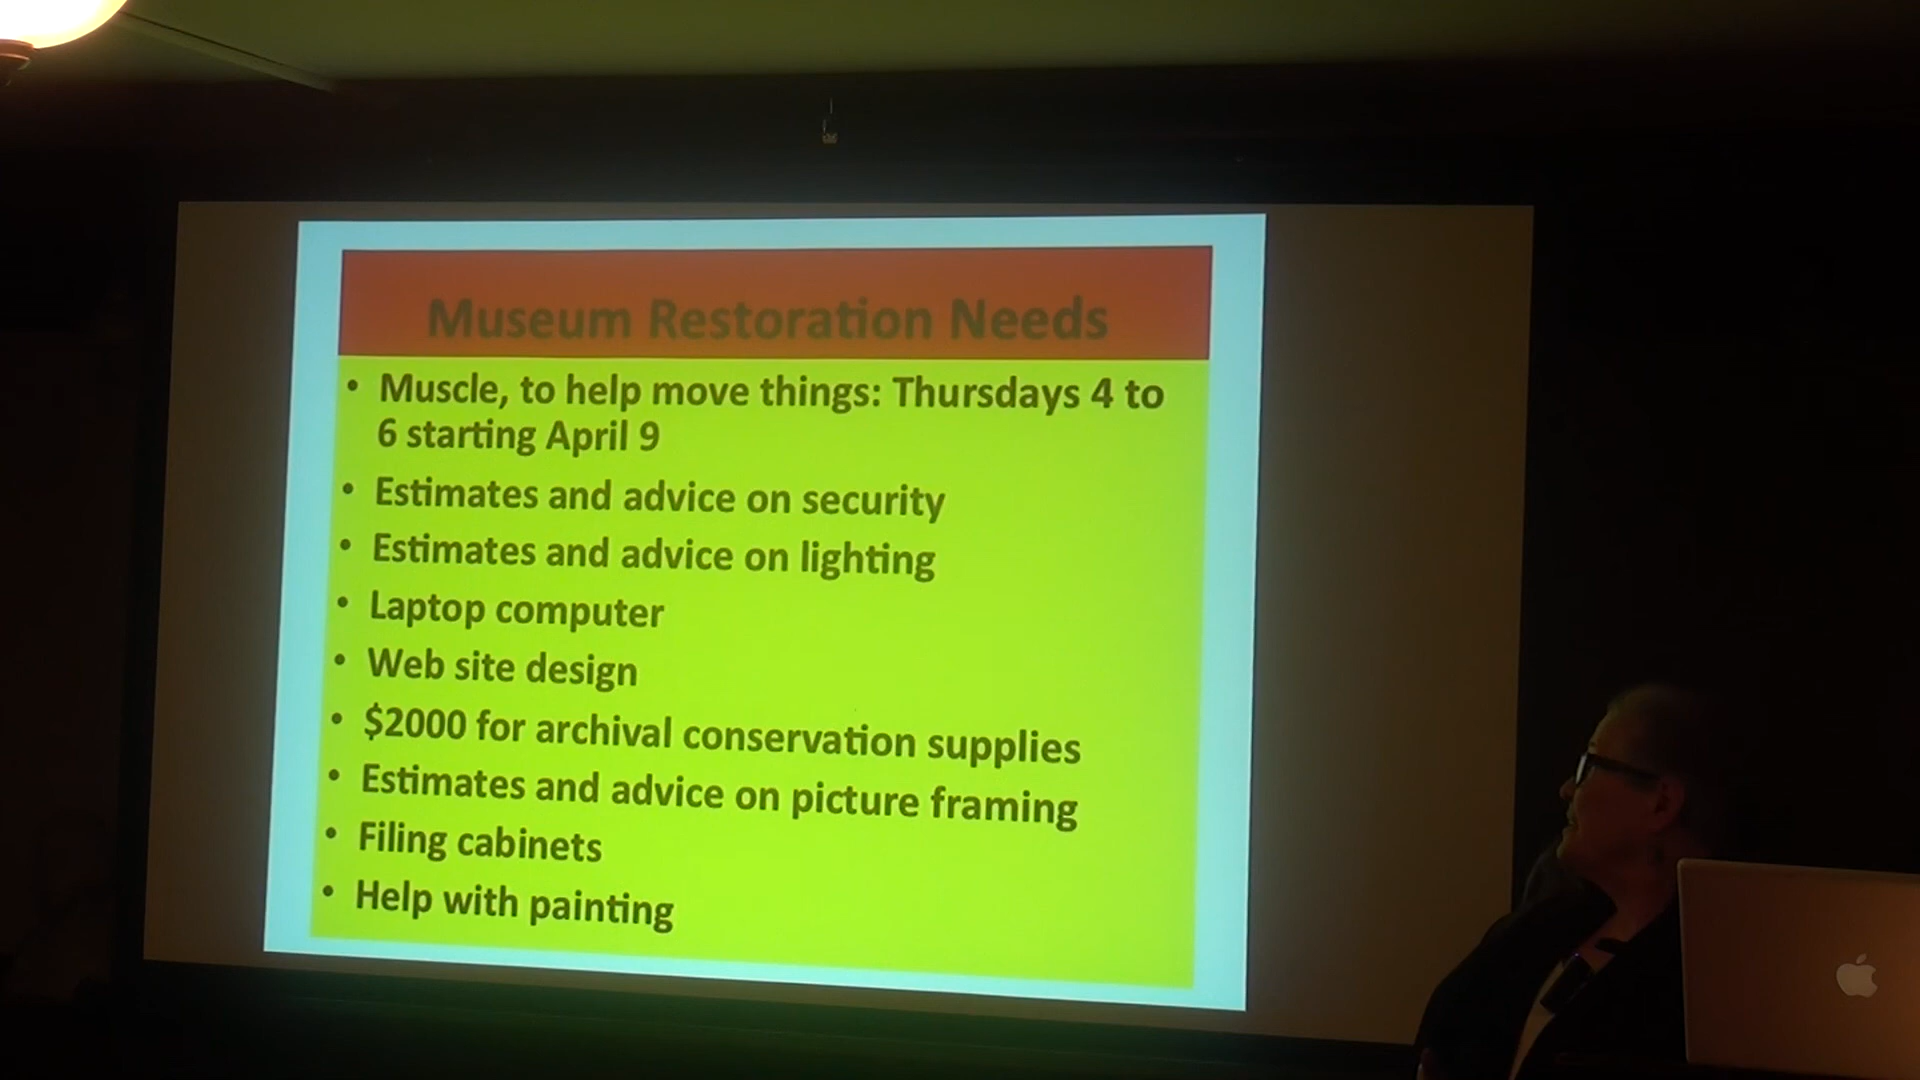 Museum Restoration Needs
• Muscle, to help move things: Thursdays 4 to
6 starting April 9
• Estimates and advice on security
• Estimates and advice on lighting
• Laptop computer
• Web site design
• $2000 for archival conservation supplies
• Estimates and advice on picture framing
• Filing cabinets
• Help with painting